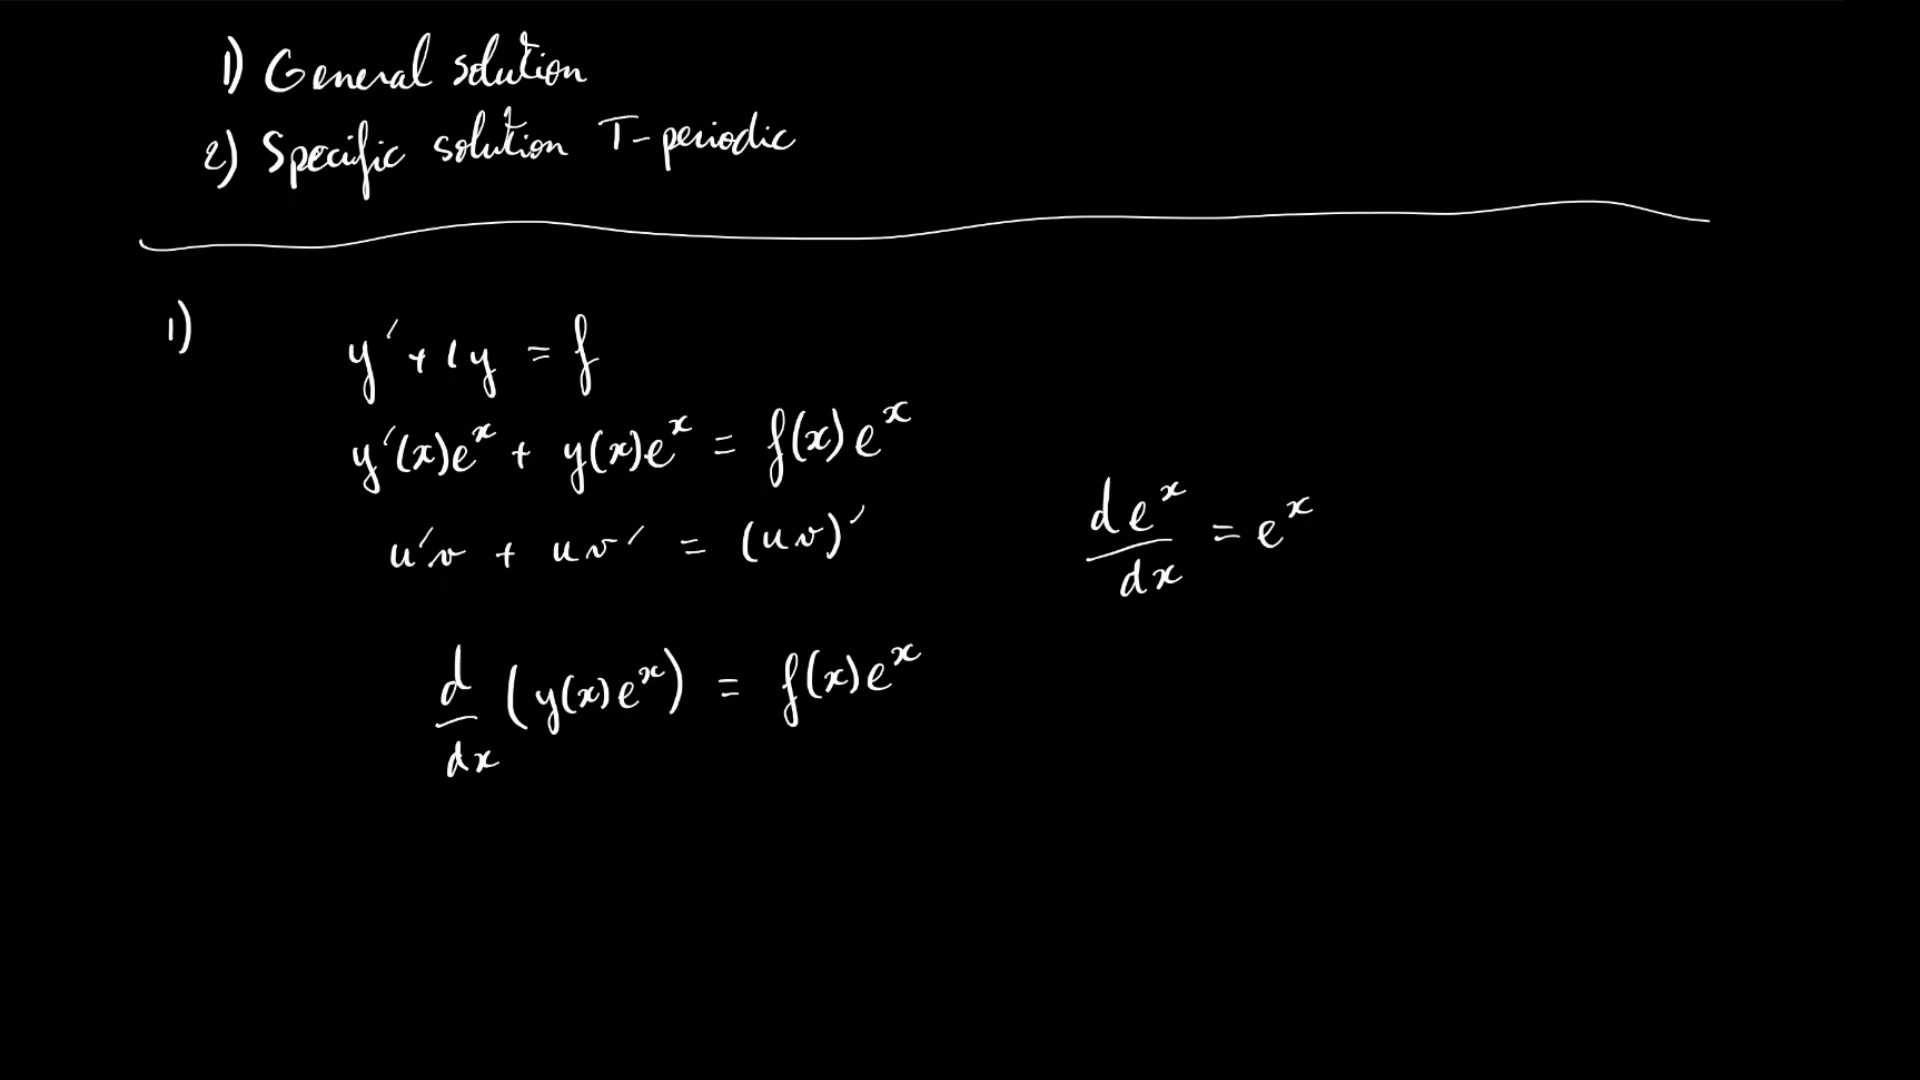 1) General solution
2) Specific solution T-periodic
1)
y' + 1y = f
y'(x)e^x + y(x)e^x = f(x)e^x
u'v + uv' = (uv)'
de^x/dx = e^x
d/dx (y(x)e^x) = f(x)e^x